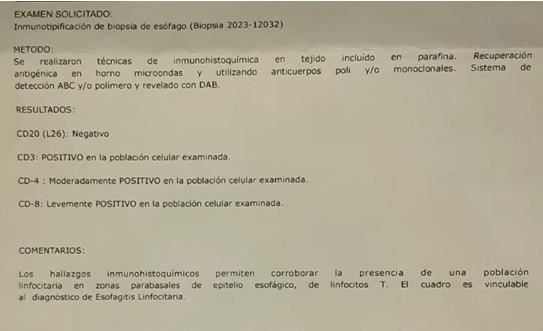 EXAMEN SOLICITADO:
Inmunotipificación de biopsia de esófago (Biopsia 2023-12032)
METODO:
Se realizaron técnicas de inmunohistoquímica en tejido incluido en parafina. Recuperación
antigénica en horno microondas y utilizando anticuerpos poli y/o monoclonales. Sistema de
detección ABC y/o polimero y revelado con DAB.
RESULTADOS:
CD20 (L26): Negativo
CD3: POSITIVO en la población celular examinada.
CD-4 : Moderadamente POSITIVO en la población celular examinada.
CD-8: Levemente POSITIVO en la población celular examinada.
COMENTARIOS:
Los hallazgos inmunohistoquímicos permiten corroborar la presencia de una población
linfocitaria en zonas parabasales de epitelio esofágico, de linfocitos T. El cuadro es vinculable
al diagnóstico de Esofagitis Linfocitaria.